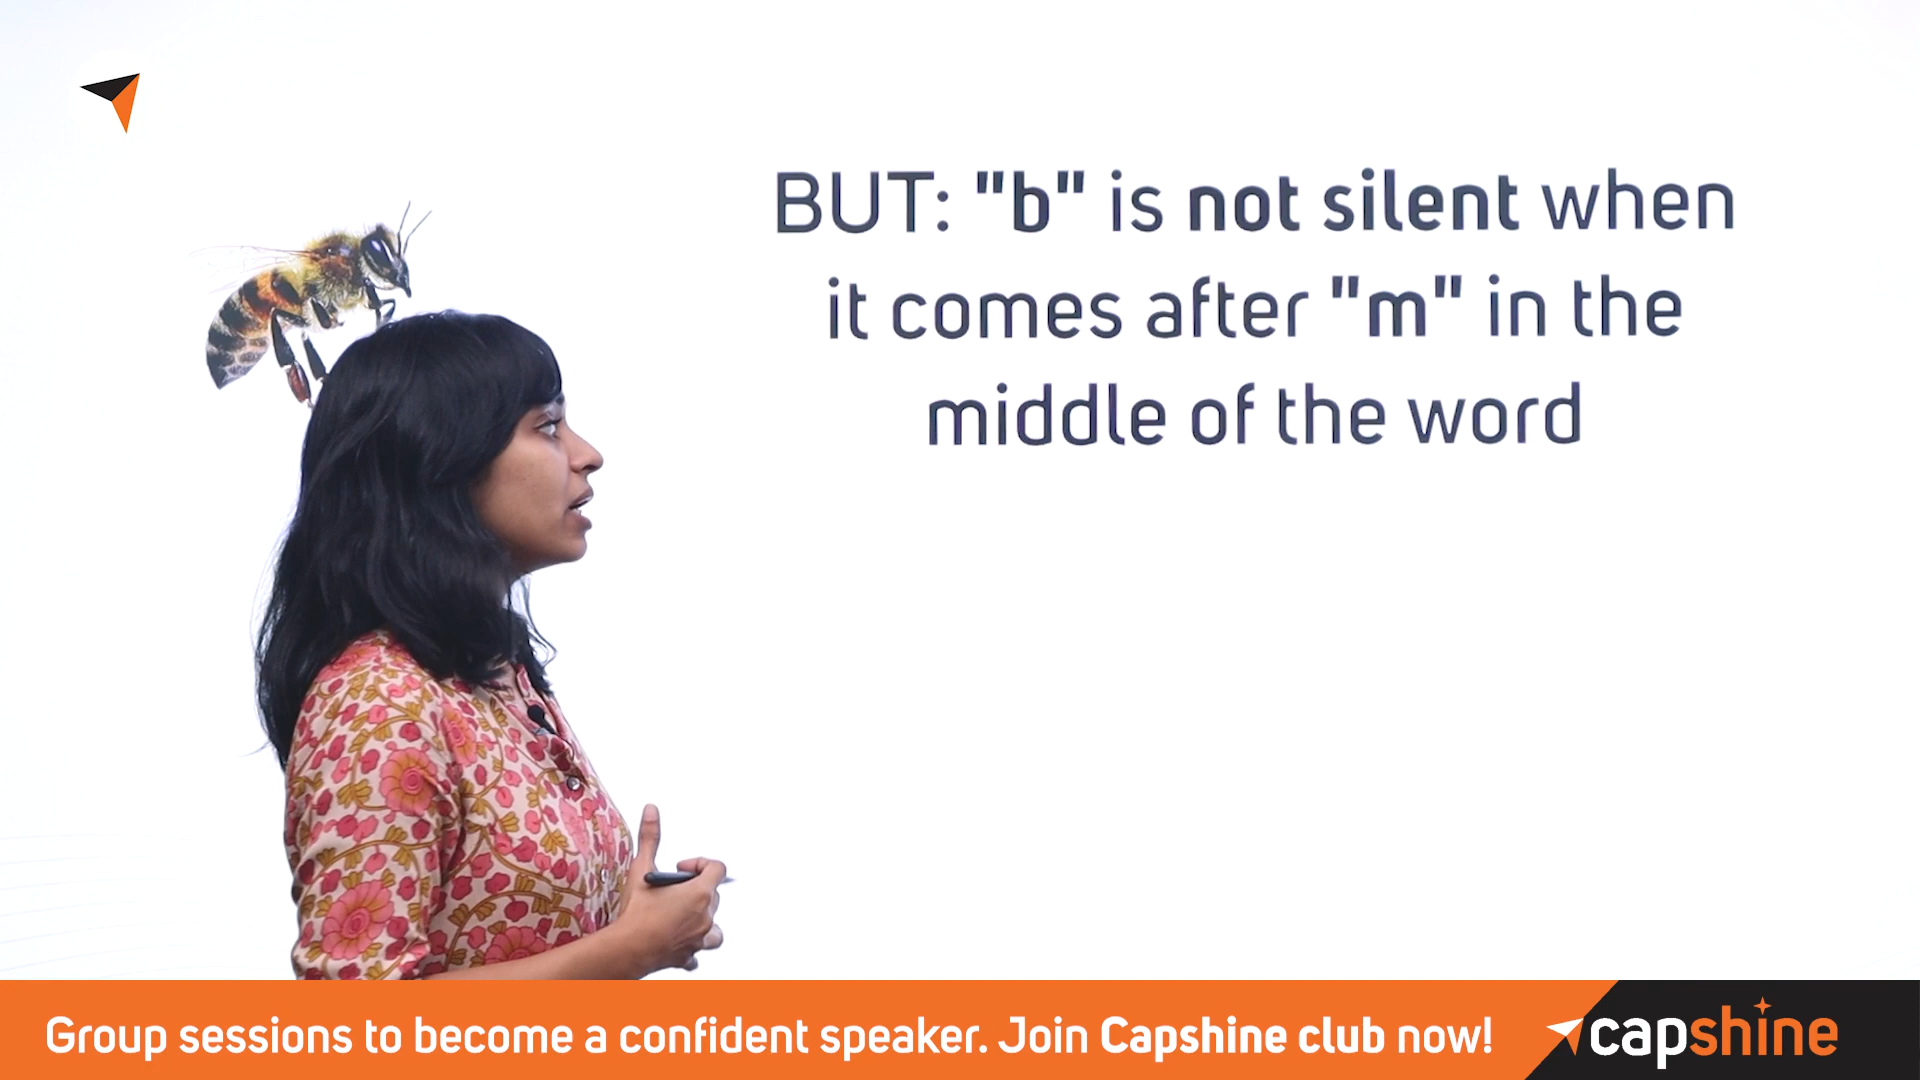 BUT: "b" is not silent when
it comes after "m" in the
middle of the word
Group sessions to become a confident speaker. Join Capshine club now!
capshine